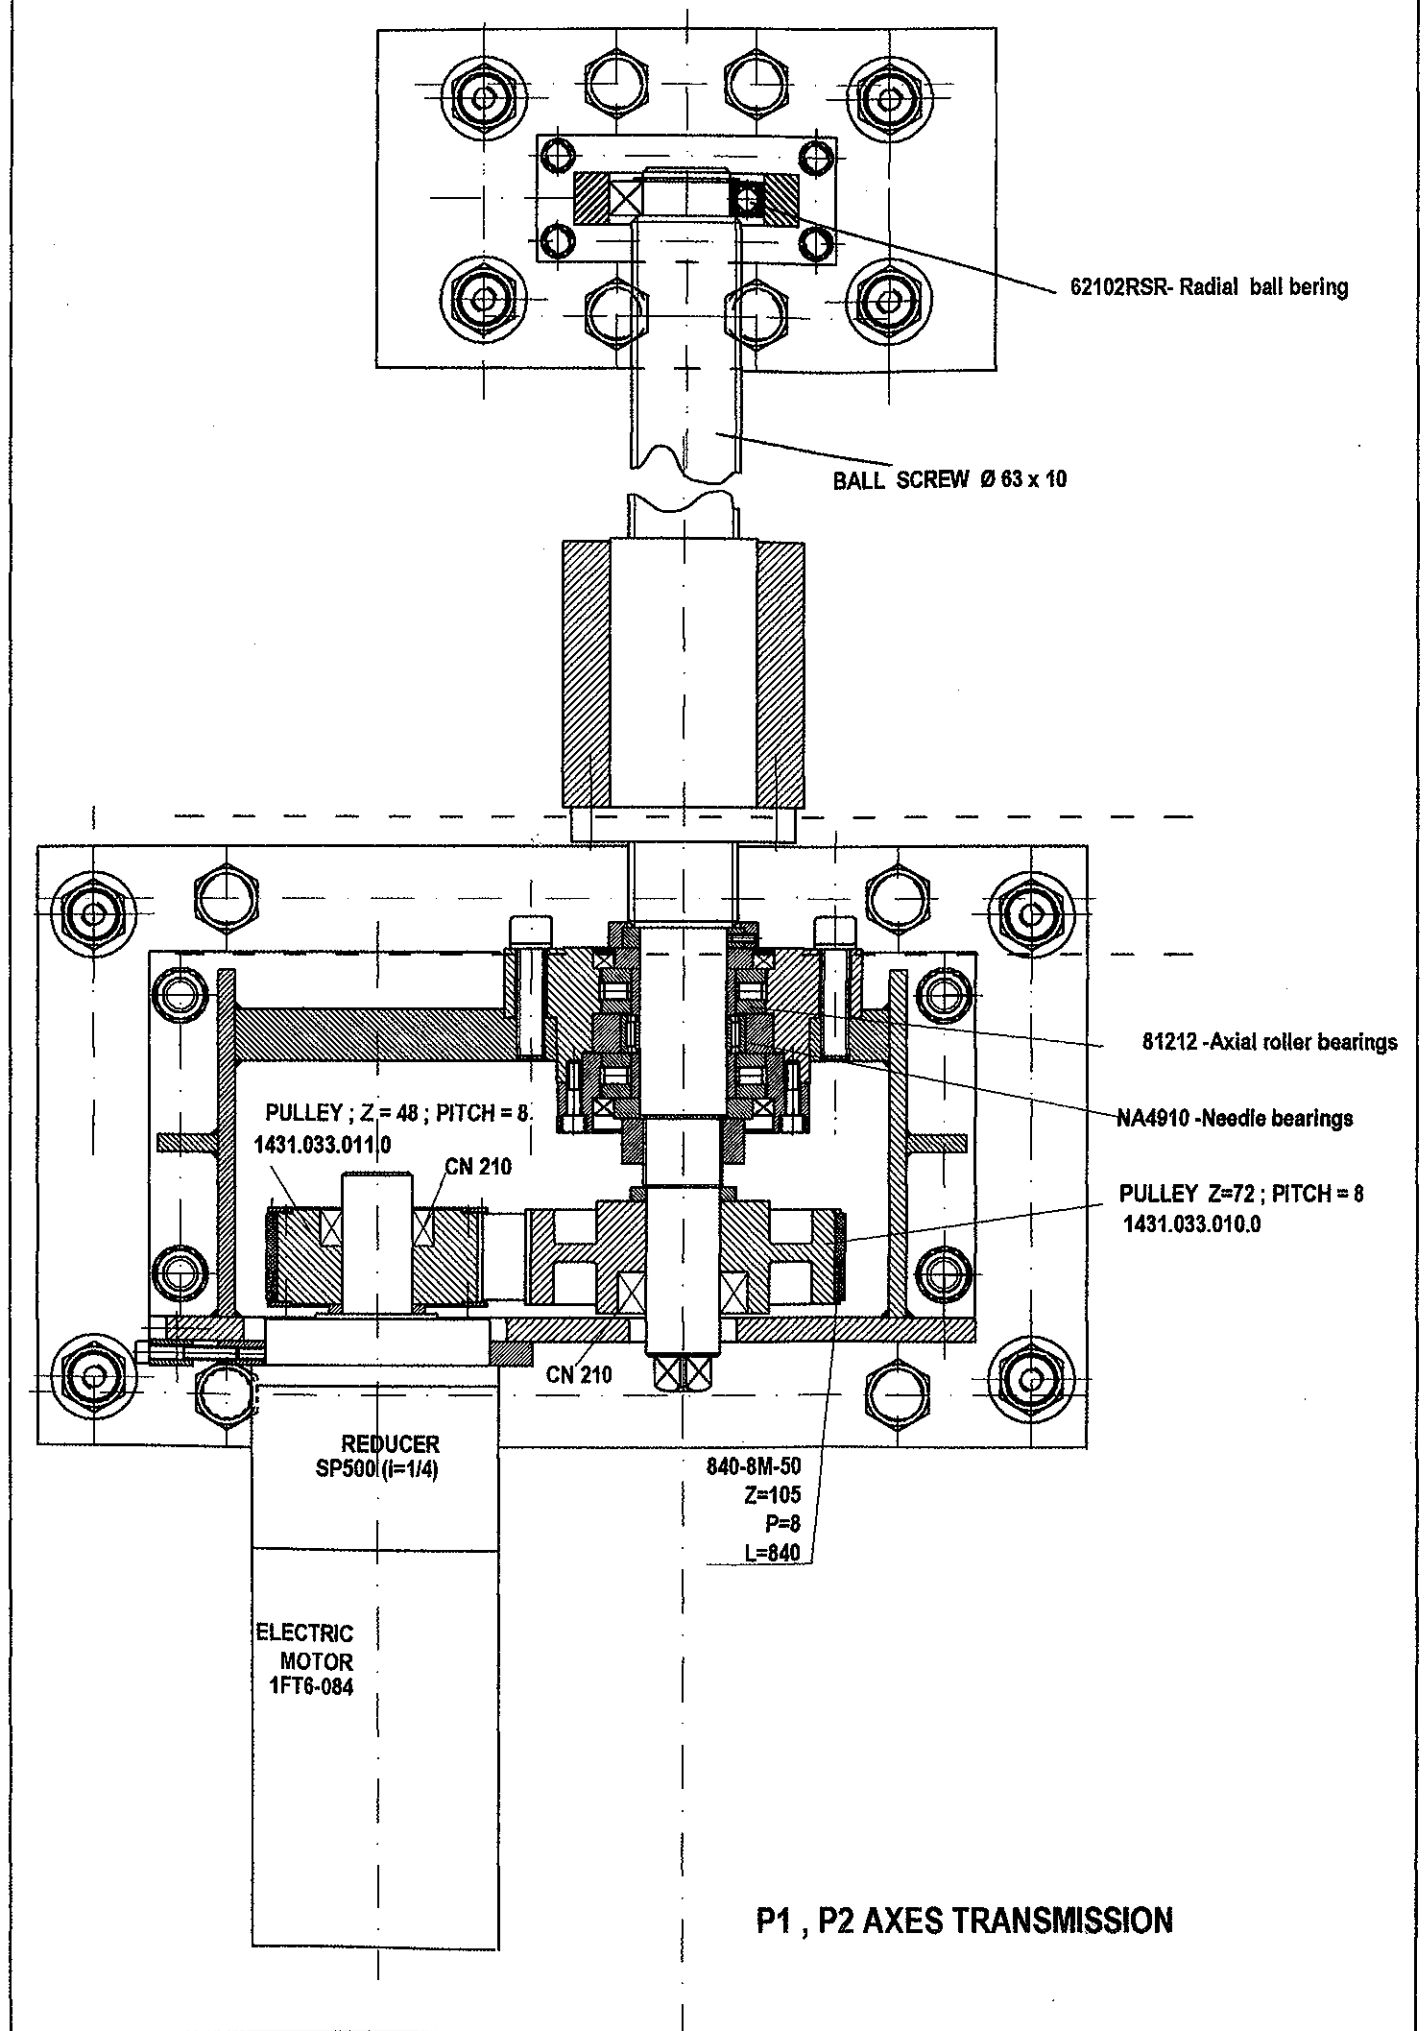 62102RSR- Radial ball bering
BALL SCREW Ø 63 x 10
81212 -Axial roller bearings
PULLEY ; Z = 48 ; PITCH = 8
1431.033.011.0
CN 210
NA4910 -Needle bearings
PULLEY Z=72 ; PITCH = 8
1431.033.010.0
CN 210
REDUCER
SP500 (i=1/4)
840-8M-50
Z=105
P=8
L=840
ELECTRIC
MOTOR
1FT6-084
P1 , P2 AXES TRANSMISSION